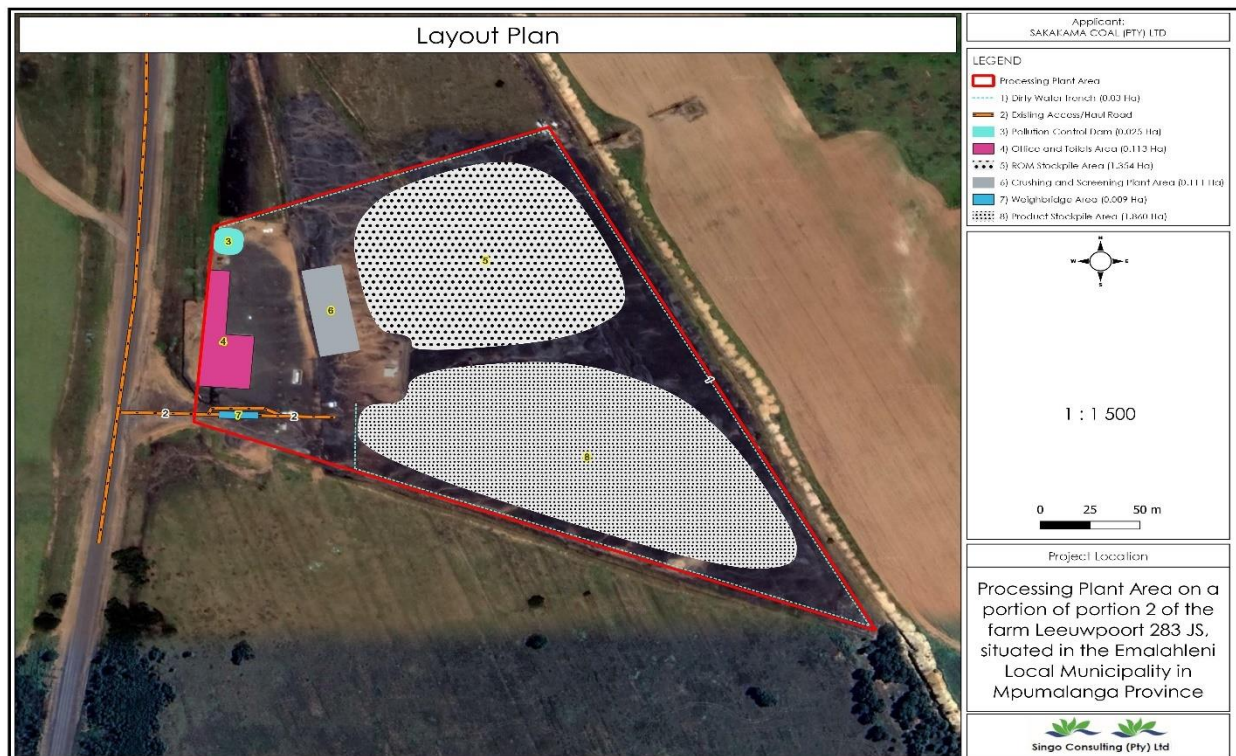 Layout Plan
Applicant:
SAKAKAMA COAL (PTY) LTD
LEGEND
Processing Plant Area
1) Dirty Water Trench (0.03 Ha)
2) Existing Access/Haul Road
3) Pollution Control Dam (0.025 Ha)
4) Office and Toilets Area (0.113 Ha)
5) ROM Stockpile Area (1.354 Ha)
6) Crushing and Screening Plant Area (0.111 Ha)
7) Weighbridge Area (0.009 Ha)
8) Product Stockpile Area (1.860 Ha)
N
W E
S
1 : 1 500
0 25 50 m
Project Location
Processing Plant Area on a
portion of portion 2 of the
farm Leeuwpoort 283 JS,
situated in the Emalahleni
Local Municipality in
Mpumalanga Province
Singo Consulting (Pty) Ltd
3
5
6
4
1
2
7
2
8